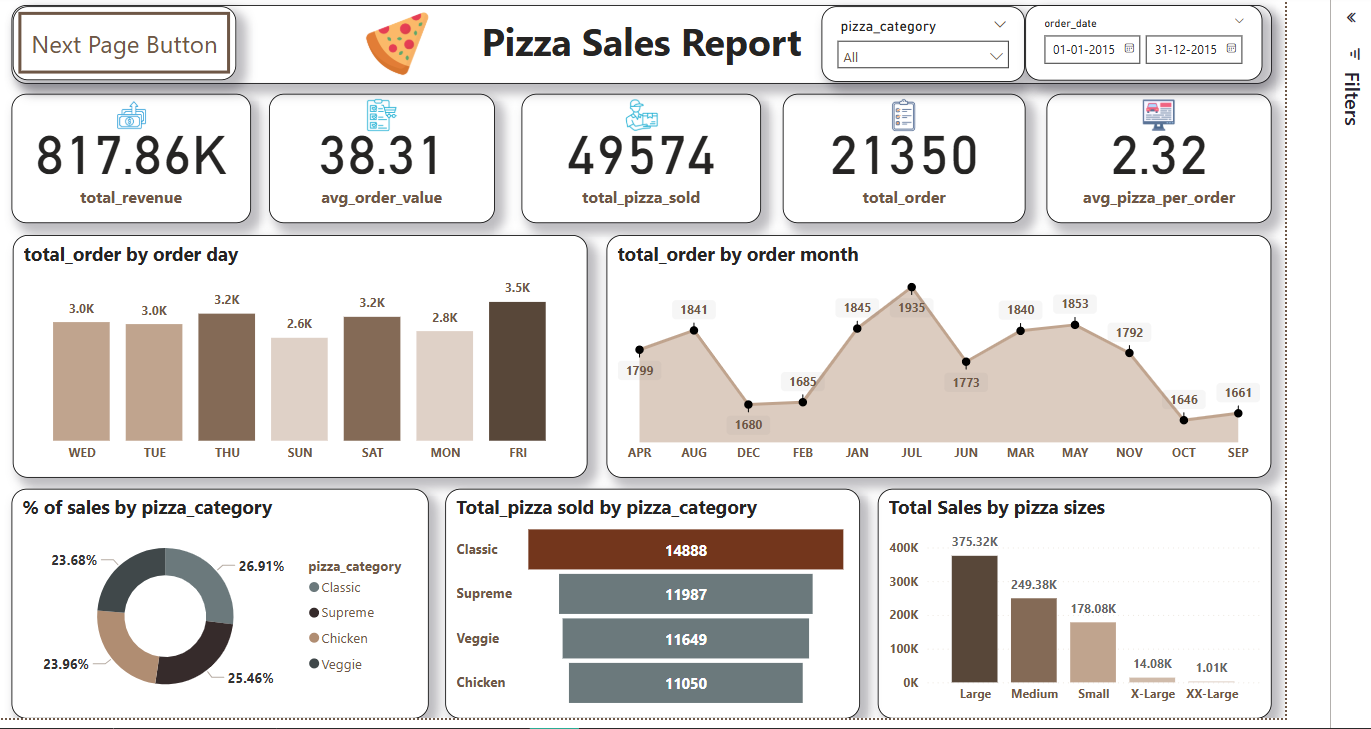 Next Page Button
Pizza Sales Report
pizza_category
All
order_date
01-01-2015
31-12-2015
Filters
817.86K
total_revenue
38.31
avg_order_value
49574
total_pizza_sold
21350
total_order
2.32
avg_pizza_per_order
total_order by order day
3.0K
3.0K
3.2K
2.6K
3.2K
2.8K
3.5K
WED TUE THU SUN SAT MON FRI
total_order by order month
1799
1841
1680
1685
1845
1935
1773
1840
1853
1792
1646
1661
APR AUG DEC FEB JAN JUL JUN MAR MAY NOV OCT SEP
% of sales by pizza_category
23.68%
26.91%
23.96%
25.46%
pizza_category
Classic
Supreme
Chicken
Veggie
Total_pizza sold by pizza_category
Classic 14888
Supreme 11987
Veggie 11649
Chicken 11050
Total Sales by pizza sizes
400K
300K
200K
100K
0K
375.32K
249.38K
178.08K
14.08K
1.01K
Large Medium Small X-Large XX-Large